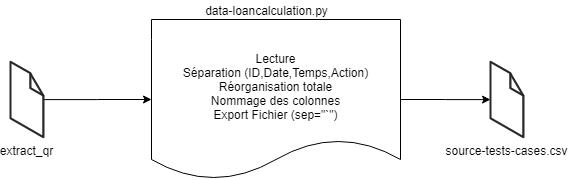 data-loancalculation.py
Lecture
Séparation (ID,Date,Temps,Action)
Réorganisation totale
Nommage des colonnes
Export Fichier (sep="`")
extract_qr
source-tests-cases.csv